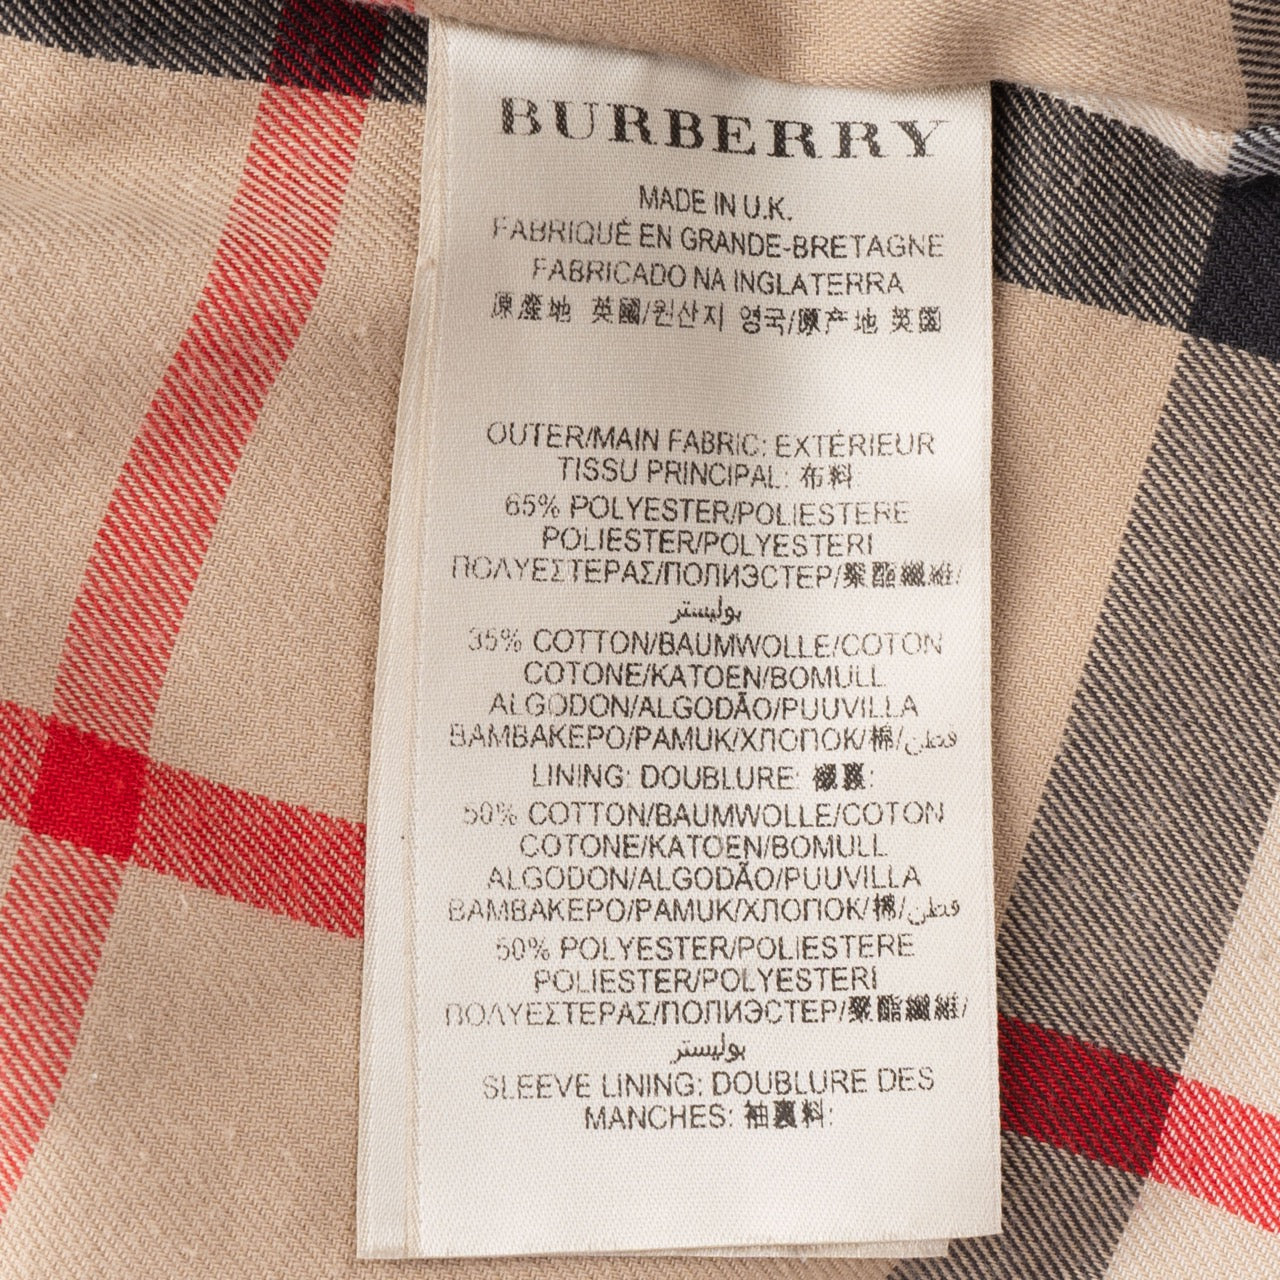 BURBERRY
MADE IN U.K.
FABRIQUÉ EN GRANDE-BRETAGNE
FABRICADO NA INGLATERRA
原產地 英國/원산지 영국/原产地 英國
OUTER/MAIN FABRIC: EXTÉRIEUR
TISSU PRINCIPAL: 布料:
65% POLYESTER/POLIESTERE
POLIESTER/POLYESTERI
ΠΟΛΥΕΣΤΕΡΑΣ/ПОЛИЭСТЕР/聚酯纖維/
بوليستر
35% COTTON/BAUMWOLLE/COTON
COTONE/KATOEN/BOMULL
ALGODON/ALGODÃO/PUUVILLA
BAMBAKEPO/PAMUK/ХЛОПОК/棉/قطن
LINING: DOUBLURE: 襯裏:
50% COTTON/BAUMWOLLE/COTON
COTONE/KATOEN/BOMULL
ALGODON/ALGODÃO/PUUVILLA
BAMBAKEPO/PAMUK/ХЛОПОК/棉/قطن
50% POLYESTER/POLIESTERE
POLIESTER/POLYESTERI
ΠΟΛΥΕΣΤΕΡΑΣ/ПОЛИЭСТЕР/聚酯纖維/
بوليستر
SLEEVE LINING: DOUBLURE DES
MANCHES: 袖裏料: